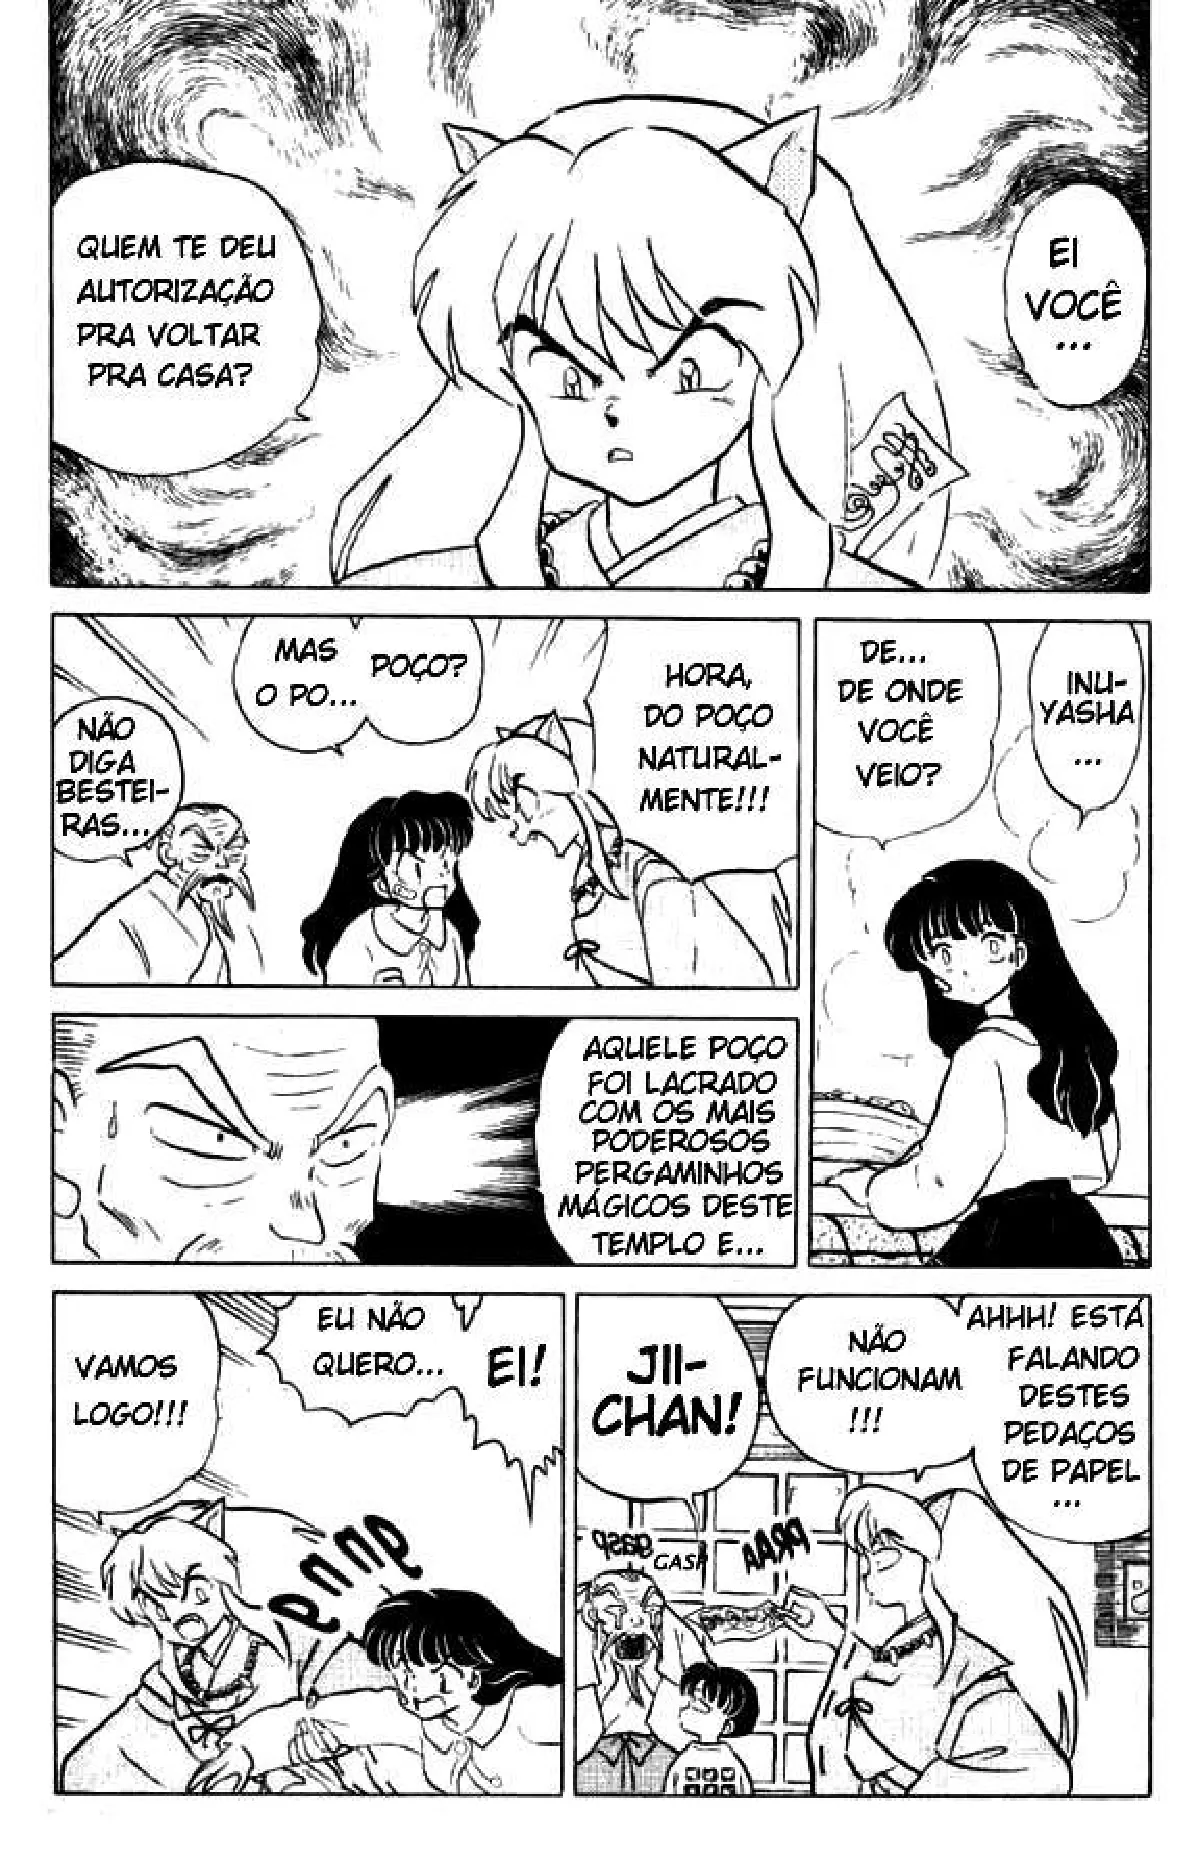 EI
VOCÊ
...
QUEM TE DEU
AUTORIZAÇÃO
PRA VOLTAR
PRA CASA?
INU-
YASHA
...
DE...
DE ONDE
VOCÊ
VEIO?
HORA,
DO POÇO
NATURAL-
MENTE!!!
POÇO?
MAS
O PO...
NÃO
DIGA
BESTEI-
RAS...
AQUELE POÇO
FOI LACRADO
COM OS MAIS
PODEROSOS
PERGAMINHOS
MÁGICOS DESTE
TEMPLO E...
AHHH! ESTÁ
FALANDO
DESTES
PEDAÇOS
DE PAPEL
...
NÃO
FUNCIONAM
!!!
JII-
CHAN!
PRAA
gasp
GASP
EI!
EU NÃO
QUERO...
VAMOS
LOGO!!!